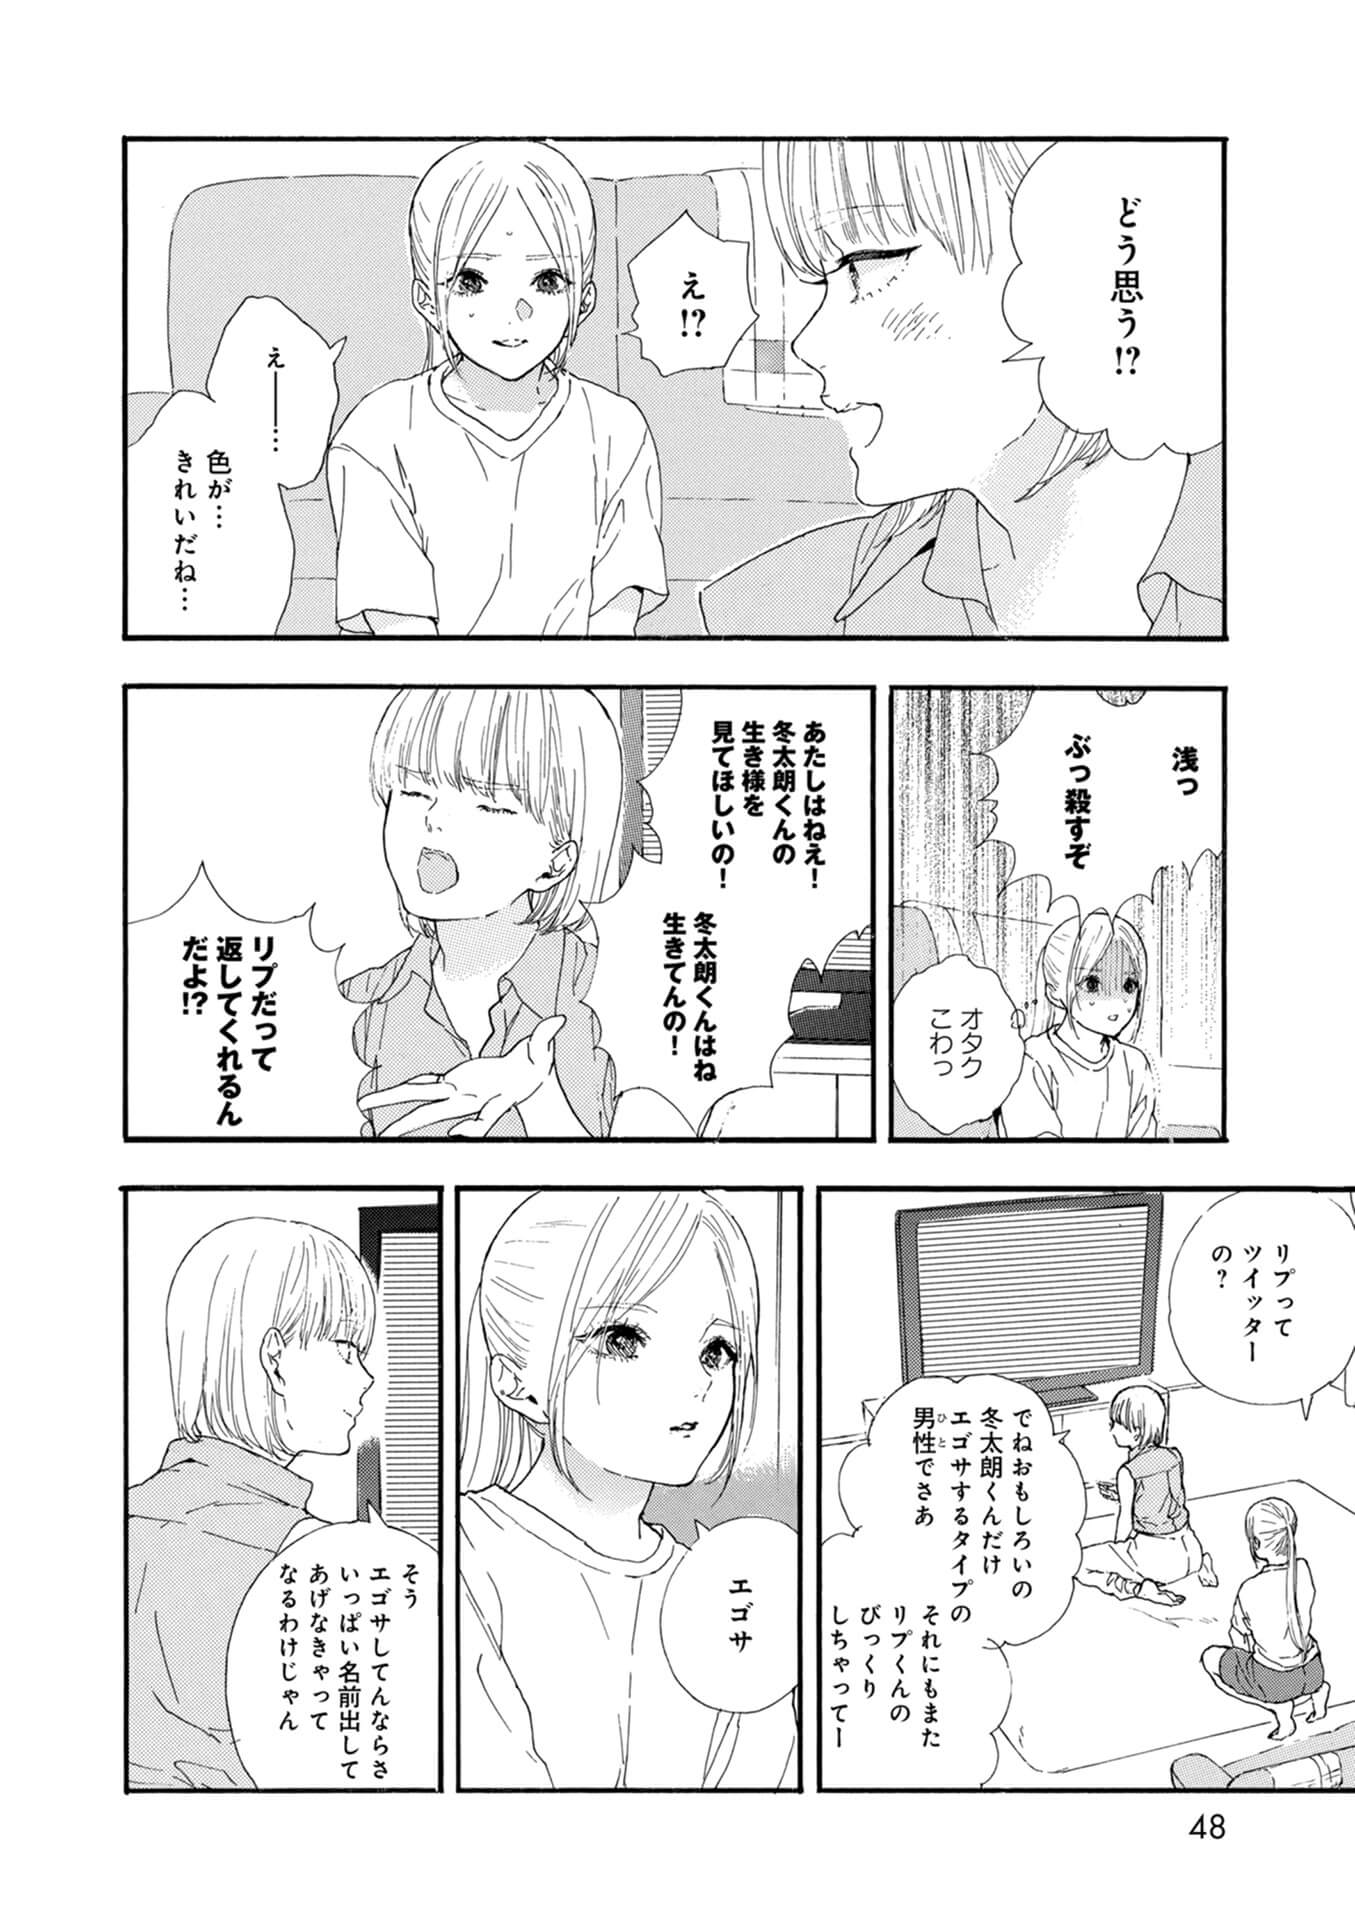 どう思う!?
え!?
え───…
色が…
きれいだね…
浅っ
ぶっ殺すぞ
オタク
こわっ
あたしはねえ！
冬太朗くんの
生き様を
見てほしいの！
冬太朗くんはね
生きてんの！
リプだって
返してくれるん
だよ!?
リプって
ツイッター
の？
でねおもしろいの
冬太朗くんだけ
エゴサするタイプの
男性でさあ
ひと
それにもまた
リプくんの
びっくり
しちゃってー
エゴサ
そう
エゴサしてんならさ
いっぱい名前出して
あげなきゃって
なるわけじゃん
48